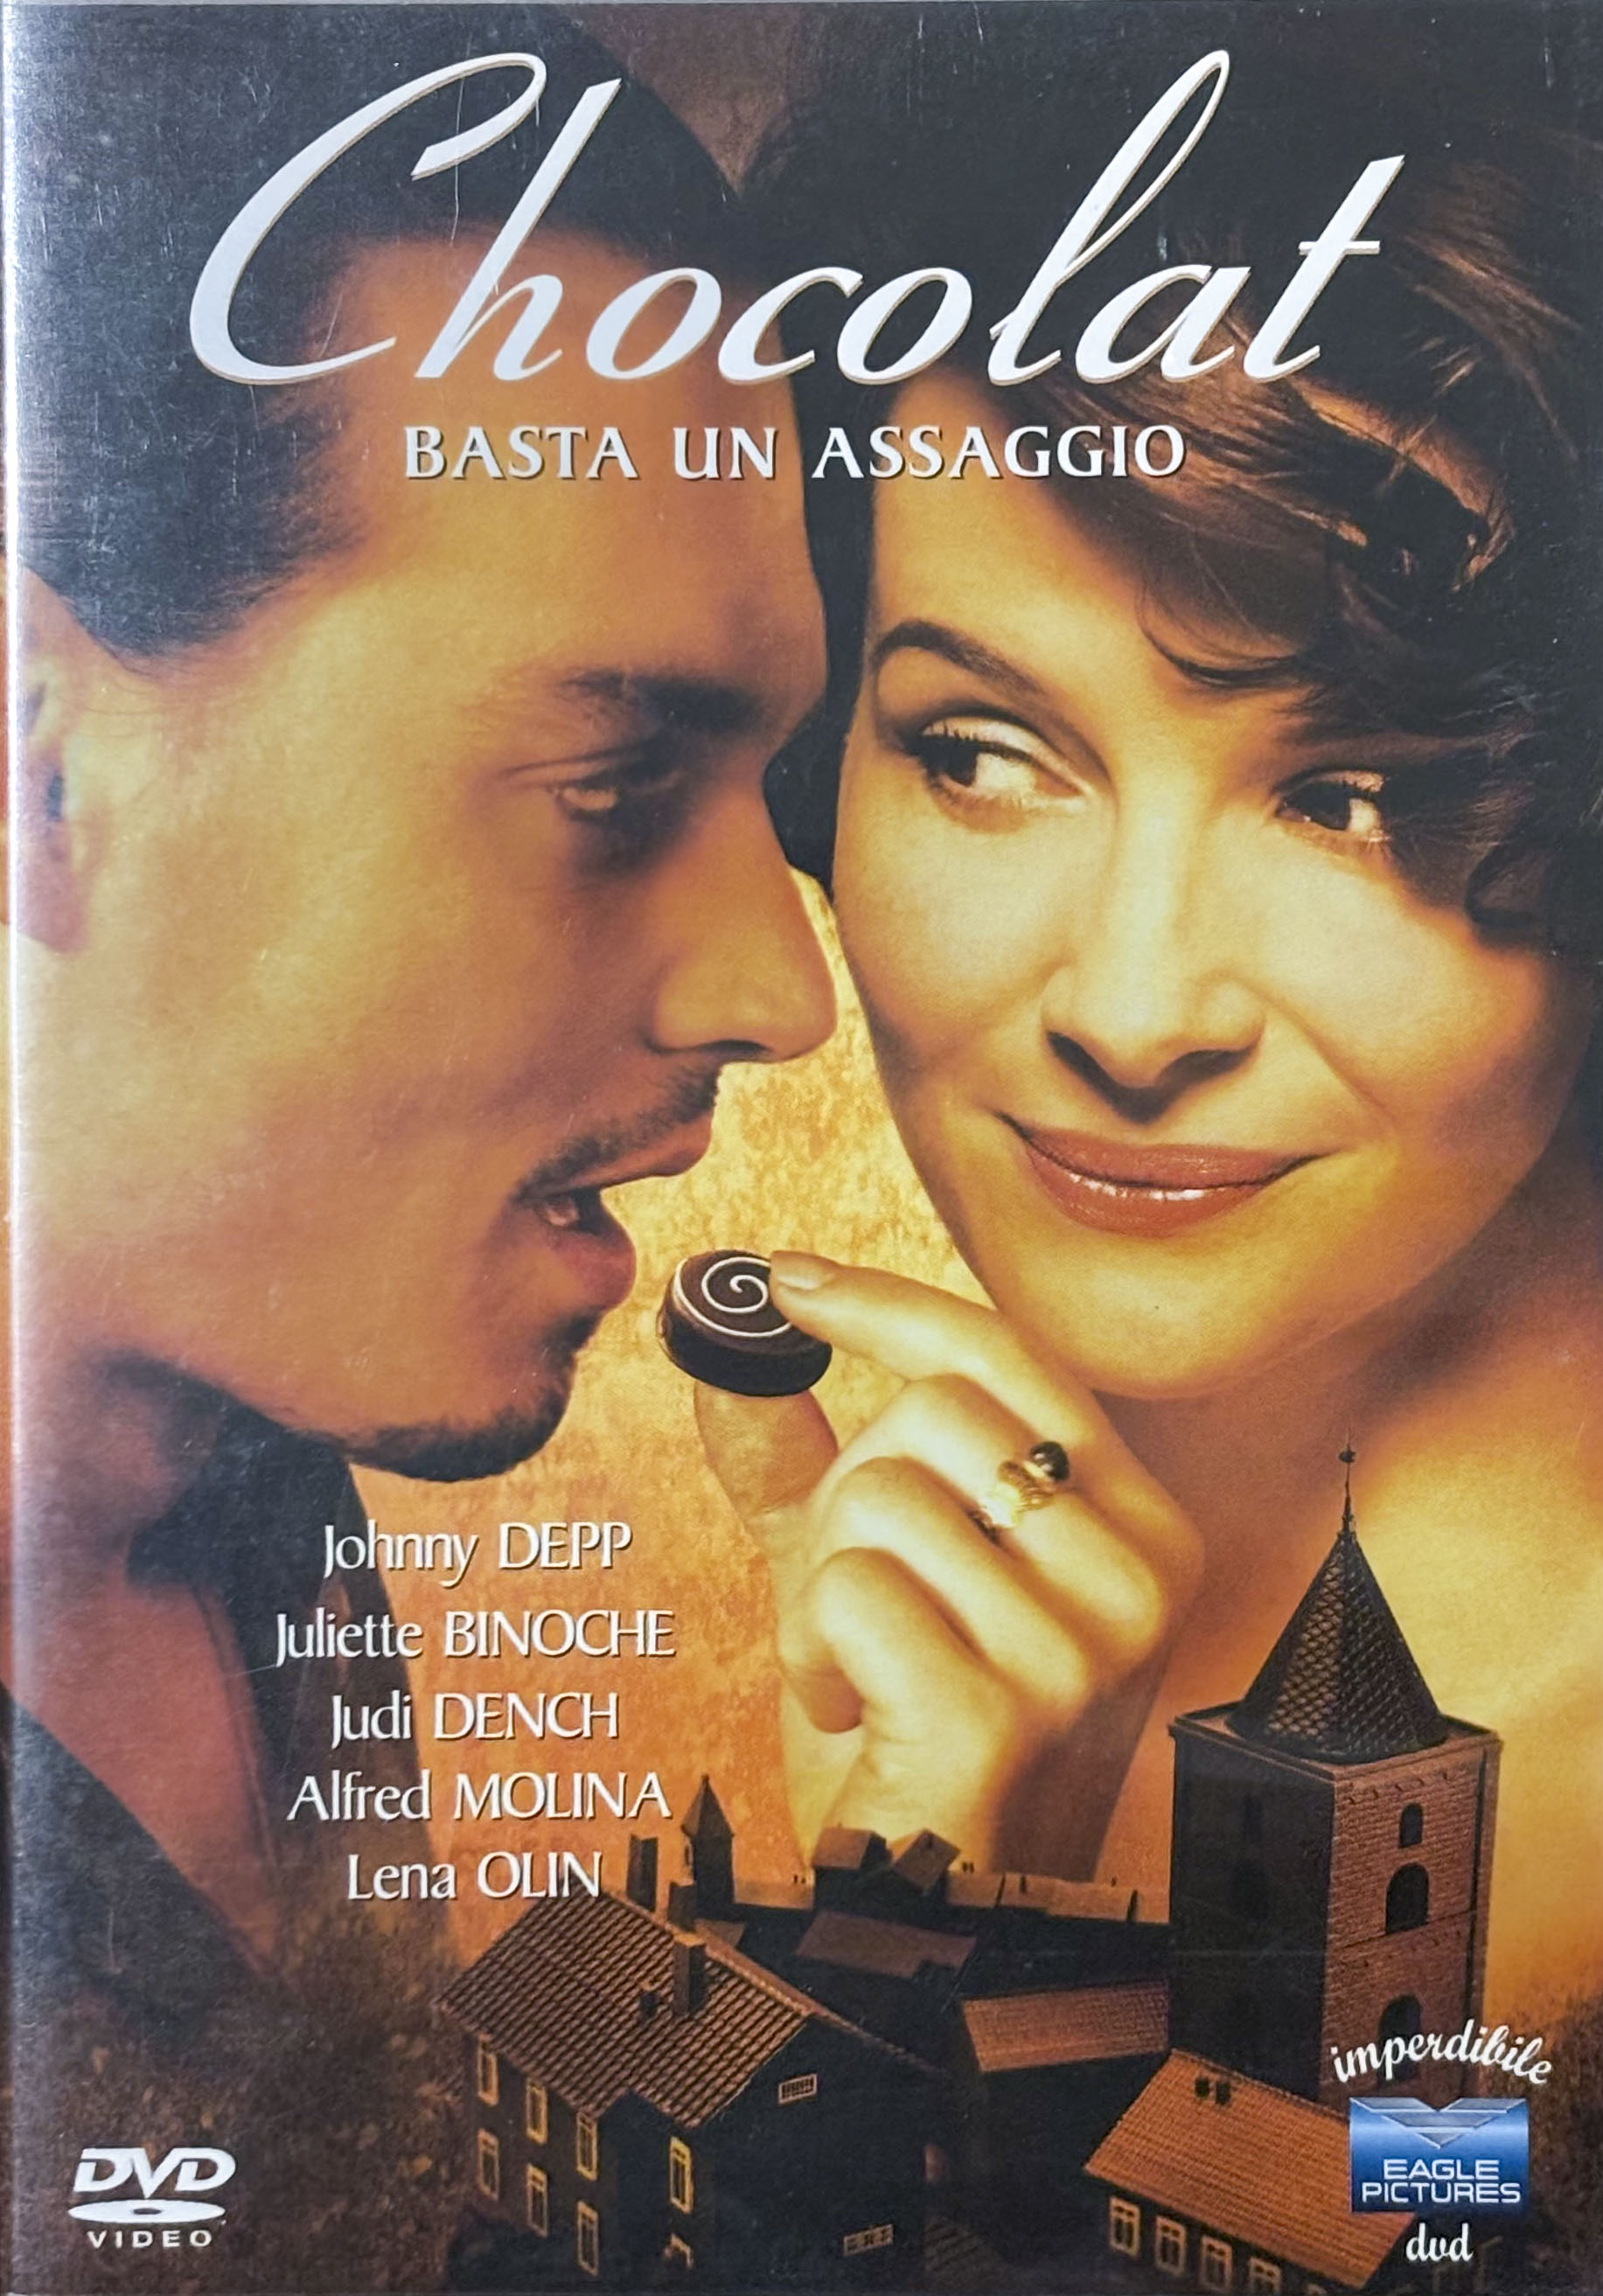 Chocolat
BASTA UN ASSAGGIO
Johnny DEPP
Juliette BINOCHE
Judi DENCH
Alfred MOLINA
Lena OLIN
imperdibile
EAGLE
PICTURES
dvd
DVD
VIDEO